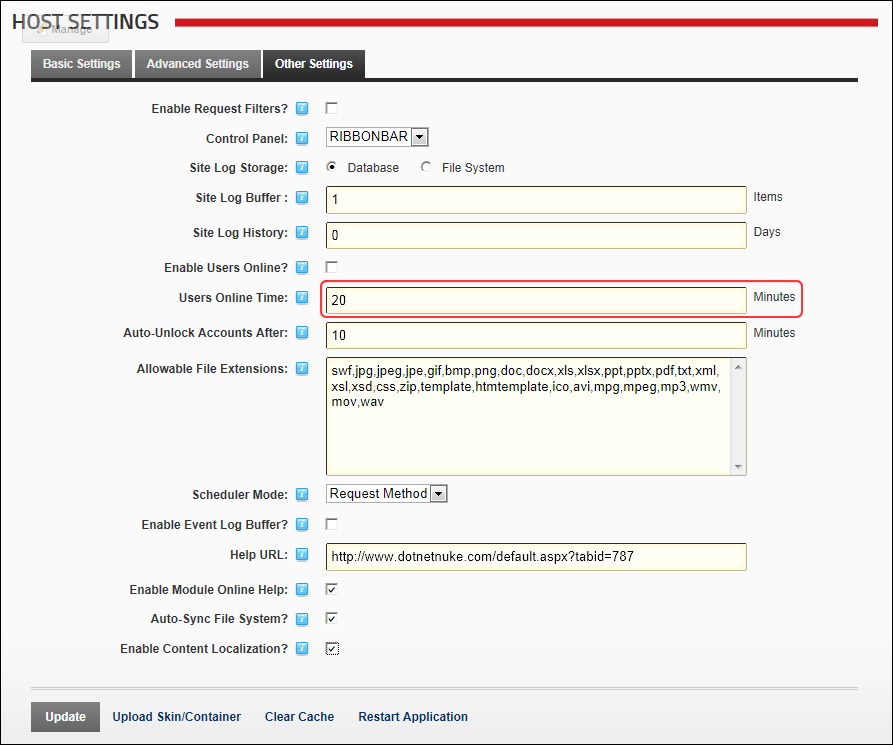 HOST SETTINGS
Manage
Basic Settings Advanced Settings Other Settings
Enable Request Filters?
Control Panel: RIBBONBAR
Site Log Storage: Database File System
Site Log Buffer : 1 Items
Site Log History: 0 Days
Enable Users Online?
Users Online Time: 20 Minutes
Auto-Unlock Accounts After: 10 Minutes
Allowable File Extensions: swf,jpg,jpeg,jpe,gif,bmp,png,doc,docx,xls,xlsx,ppt,pptx,pdf,txt,xml,
xsl,xsd,css,zip,template,htmtemplate,ico,avi,mpg,mpeg,mp3,wmv,
mov,wav
Scheduler Mode: Request Method
Enable Event Log Buffer?
Help URL: http://www.dotnetnuke.com/default.aspx?tabid=787
Enable Module Online Help:
Auto-Sync File System?
Enable Content Localization?
Update Upload Skin/Container Clear Cache Restart Application